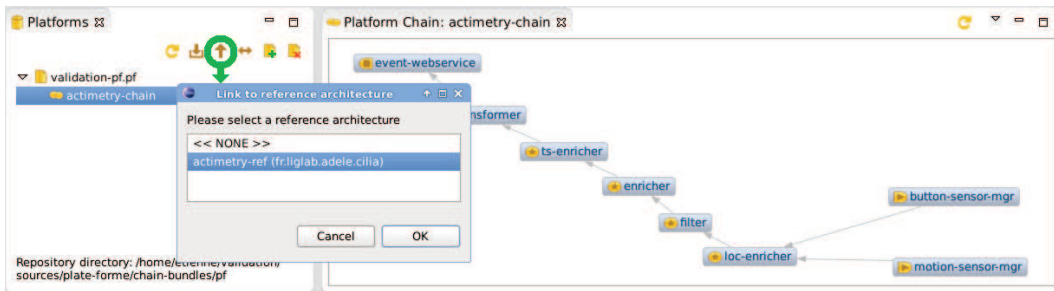 Platforms
Platform Chain: actimetry-chain
validation-pf.pf
actimetry-chain
Link to reference architecture
Please select a reference architecture
<< NONE >>
actimetry-ref (fr.liglab.adele.cilia)
Cancel
OK
Repository directory: /home/etienne/validation/
sources/plate-forme/chain-bundles/pf
event-webservice
nsformer
ts-enricher
enricher
button-sensor-mgr
filter
loc-enricher
motion-sensor-mgr